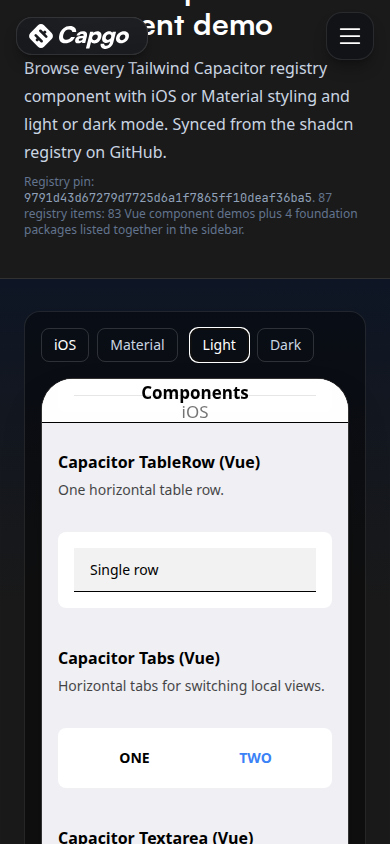 Capgo
ent demo
Browse every Tailwind Capacitor registry
component with iOS or Material styling and
light or dark mode. Synced from the shadcn
registry on GitHub.
Registry pin:
9791d43d67279d7725d6a1f7865ff10deaf36ba5. 87
registry items: 83 Vue component demos plus 4 foundation
packages listed together in the sidebar.
iOS Material Light Dark
Components
iOS
Capacitor TableRow (Vue)
One horizontal table row.
Single row
Capacitor Tabs (Vue)
Horizontal tabs for switching local views.
ONE TWO
Capacitor Textarea (Vue)